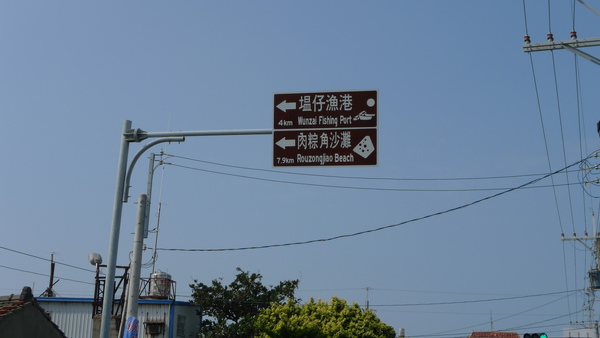 塭仔漁港
4km Wunzai Fishing Port
肉粽角沙灘
7.9km Rouzongjiao Beach